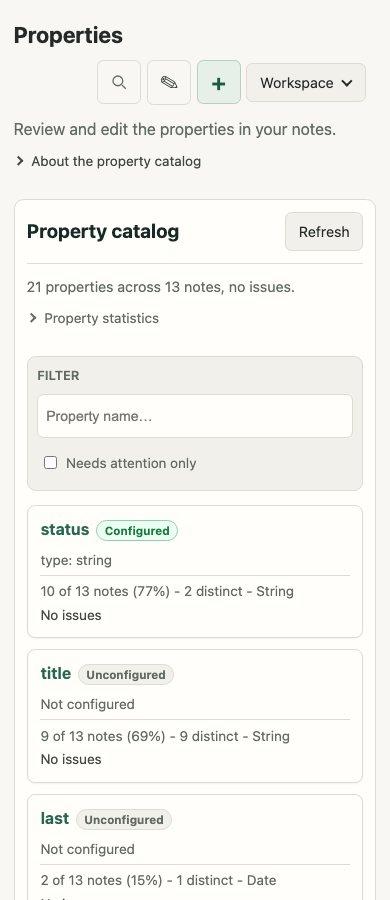 Properties
Workspace
Review and edit the properties in your notes.
About the property catalog
Property catalog
Refresh
21 properties across 13 notes, no issues.
Property statistics
FILTER
Property name...
Needs attention only
status Configured
type: string
10 of 13 notes (77%) - 2 distinct - String
No issues
title Unconfigured
Not configured
9 of 13 notes (69%) - 9 distinct - String
No issues
last Unconfigured
Not configured
2 of 13 notes (15%) - 1 distinct - Date